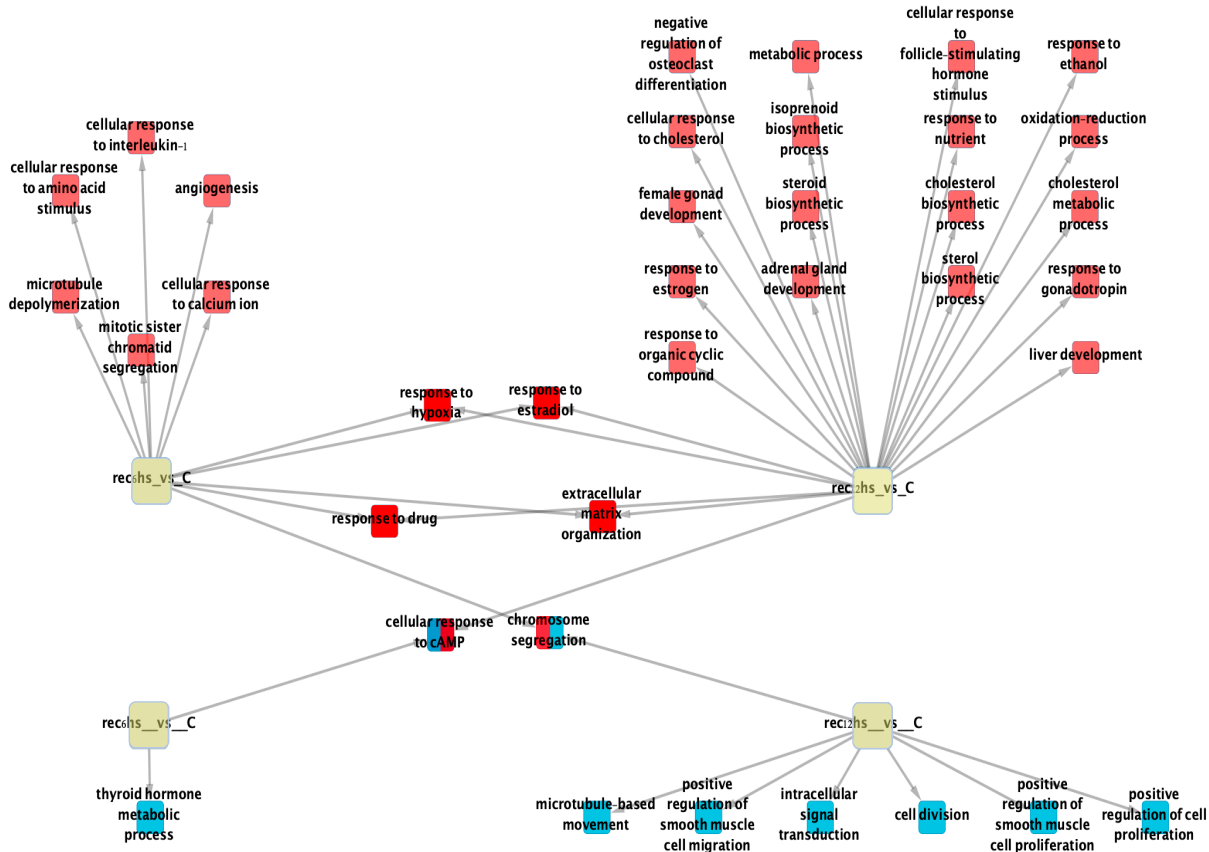 negative
regulation of
osteoclast
differentiation
metabolic process
cellular response
to
follicle-stimulating
hormone
stimulus
response to
ethanol
cellular response
to interleukin-1
cellular response
to cholesterol
isoprenoid
biosynthetic
process
response to
nutrient
oxidation-reduction
process
cellular response
to amino acid
stimulus
angiogenesis
female gonad
development
steroid
biosynthetic
process
cholesterol
biosynthetic
process
cholesterol
metabolic
process
microtubule
depolymerization
cellular response
to calcium ion
response to
estrogen
adrenal gland
development
sterol
biosynthetic
process
response to
gonadotropin
mitotic sister
chromatid
segregation
response to
organic cyclic
compound
liver development
response to
hypoxia
response to
estradiol
rec6hs_vs_C
rec12hs_vs_C
response to drug
extracellular
matrix
organization
cellular response
to cAMP
chromosome
segregation
rec6hs__vs__C
rec12hs__vs__C
thyroid hormone
metabolic
process
microtubule-based
movement
positive
regulation of
smooth muscle
cell migration
intracellular
signal
transduction
cell division
positive
regulation of
smooth muscle
cell proliferation
positive
regulation of cell
proliferation